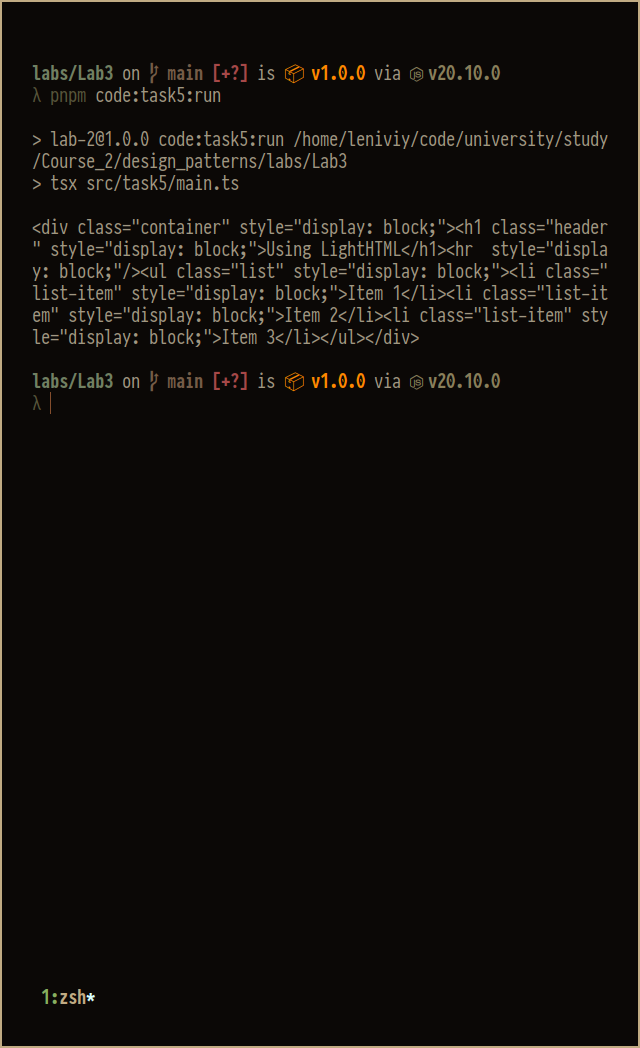 labs/Lab3 on main [+?] is 📦 v1.0.0 via v20.10.0
λ pnpm code:task5:run
> lab-2@1.0.0 code:task5:run /home/leniviy/code/university/study
/Course_2/design_patterns/labs/Lab3
> tsx src/task5/main.ts
<div class="container" style="display: block;"><h1 class="header
" style="display: block;">Using LightHTML</h1><hr  style="displa
y: block;"/><ul class="list" style="display: block;"><li class="
list-item" style="display: block;">Item 1</li><li class="list-it
em" style="display: block;">Item 2</li><li class="list-item" sty
le="display: block;">Item 3</li></ul></div>
labs/Lab3 on main [+?] is 📦 v1.0.0 via v20.10.0
λ
1:zsh*